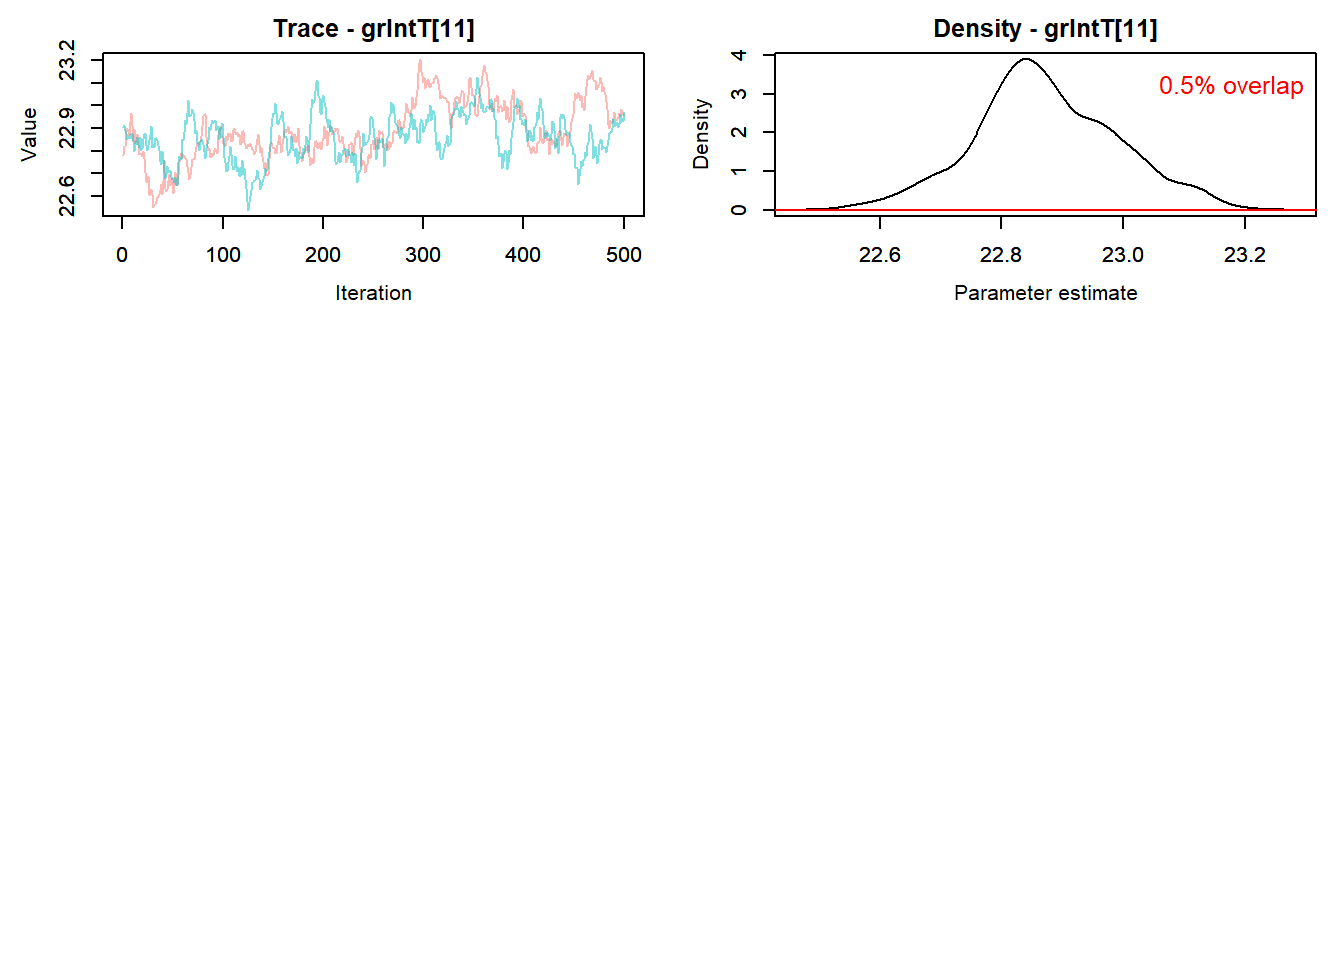 Trace - grIntT[11]
Value
23.2
22.9
22.6
0 100 200 300 400 500
Iteration
Density - grIntT[11]
0.5% overlap
Density
4
3
2
1
0
22.6 22.8 23.0 23.2
Parameter estimate